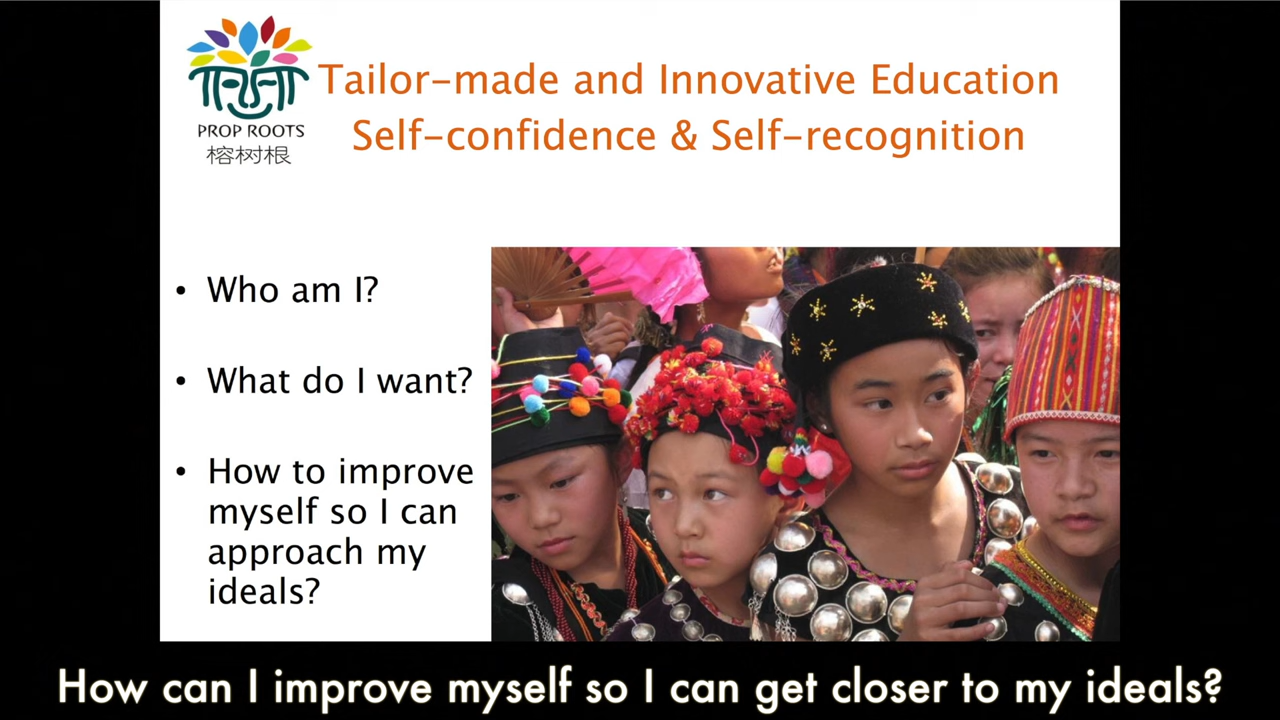 PROP ROOTS
榕树根
Tailor-made and Innovative Education
Self-confidence & Self-recognition
• Who am I?
• What do I want?
• How to improve
myself so I can
approach my
ideals?
How can I improve myself so I can get closer to my ideals?